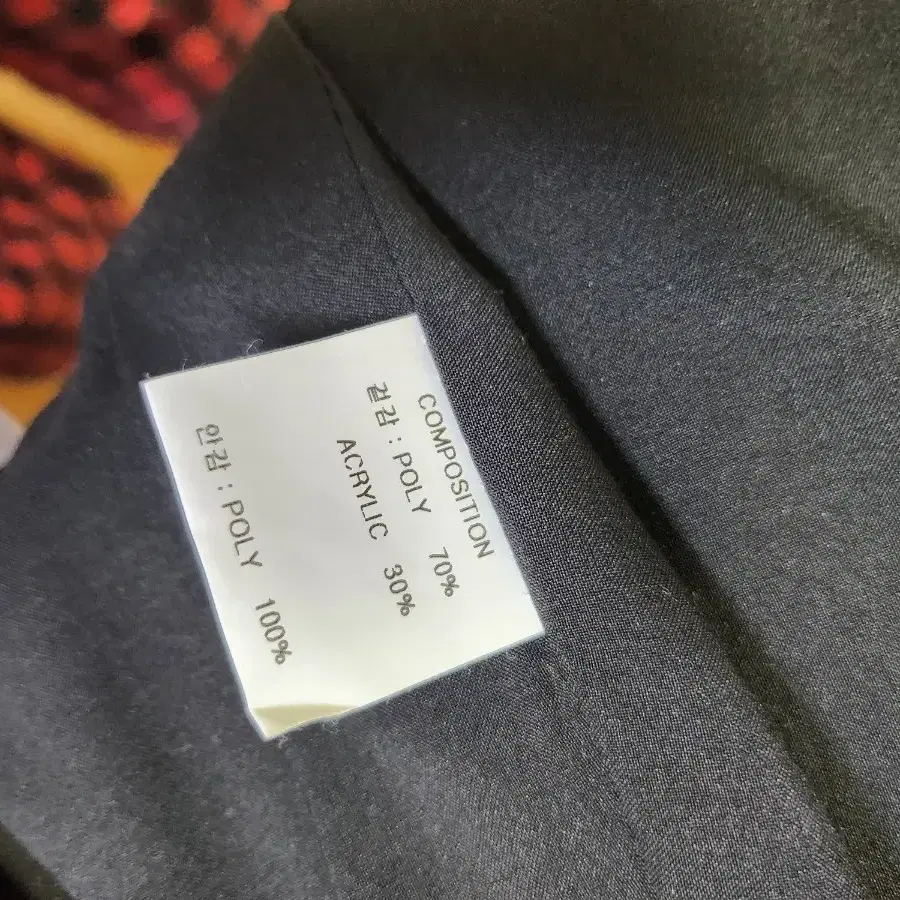 COMPOSITION
겉감 : POLY 70%
ACRYLIC 30%
안감 : POLY 100%